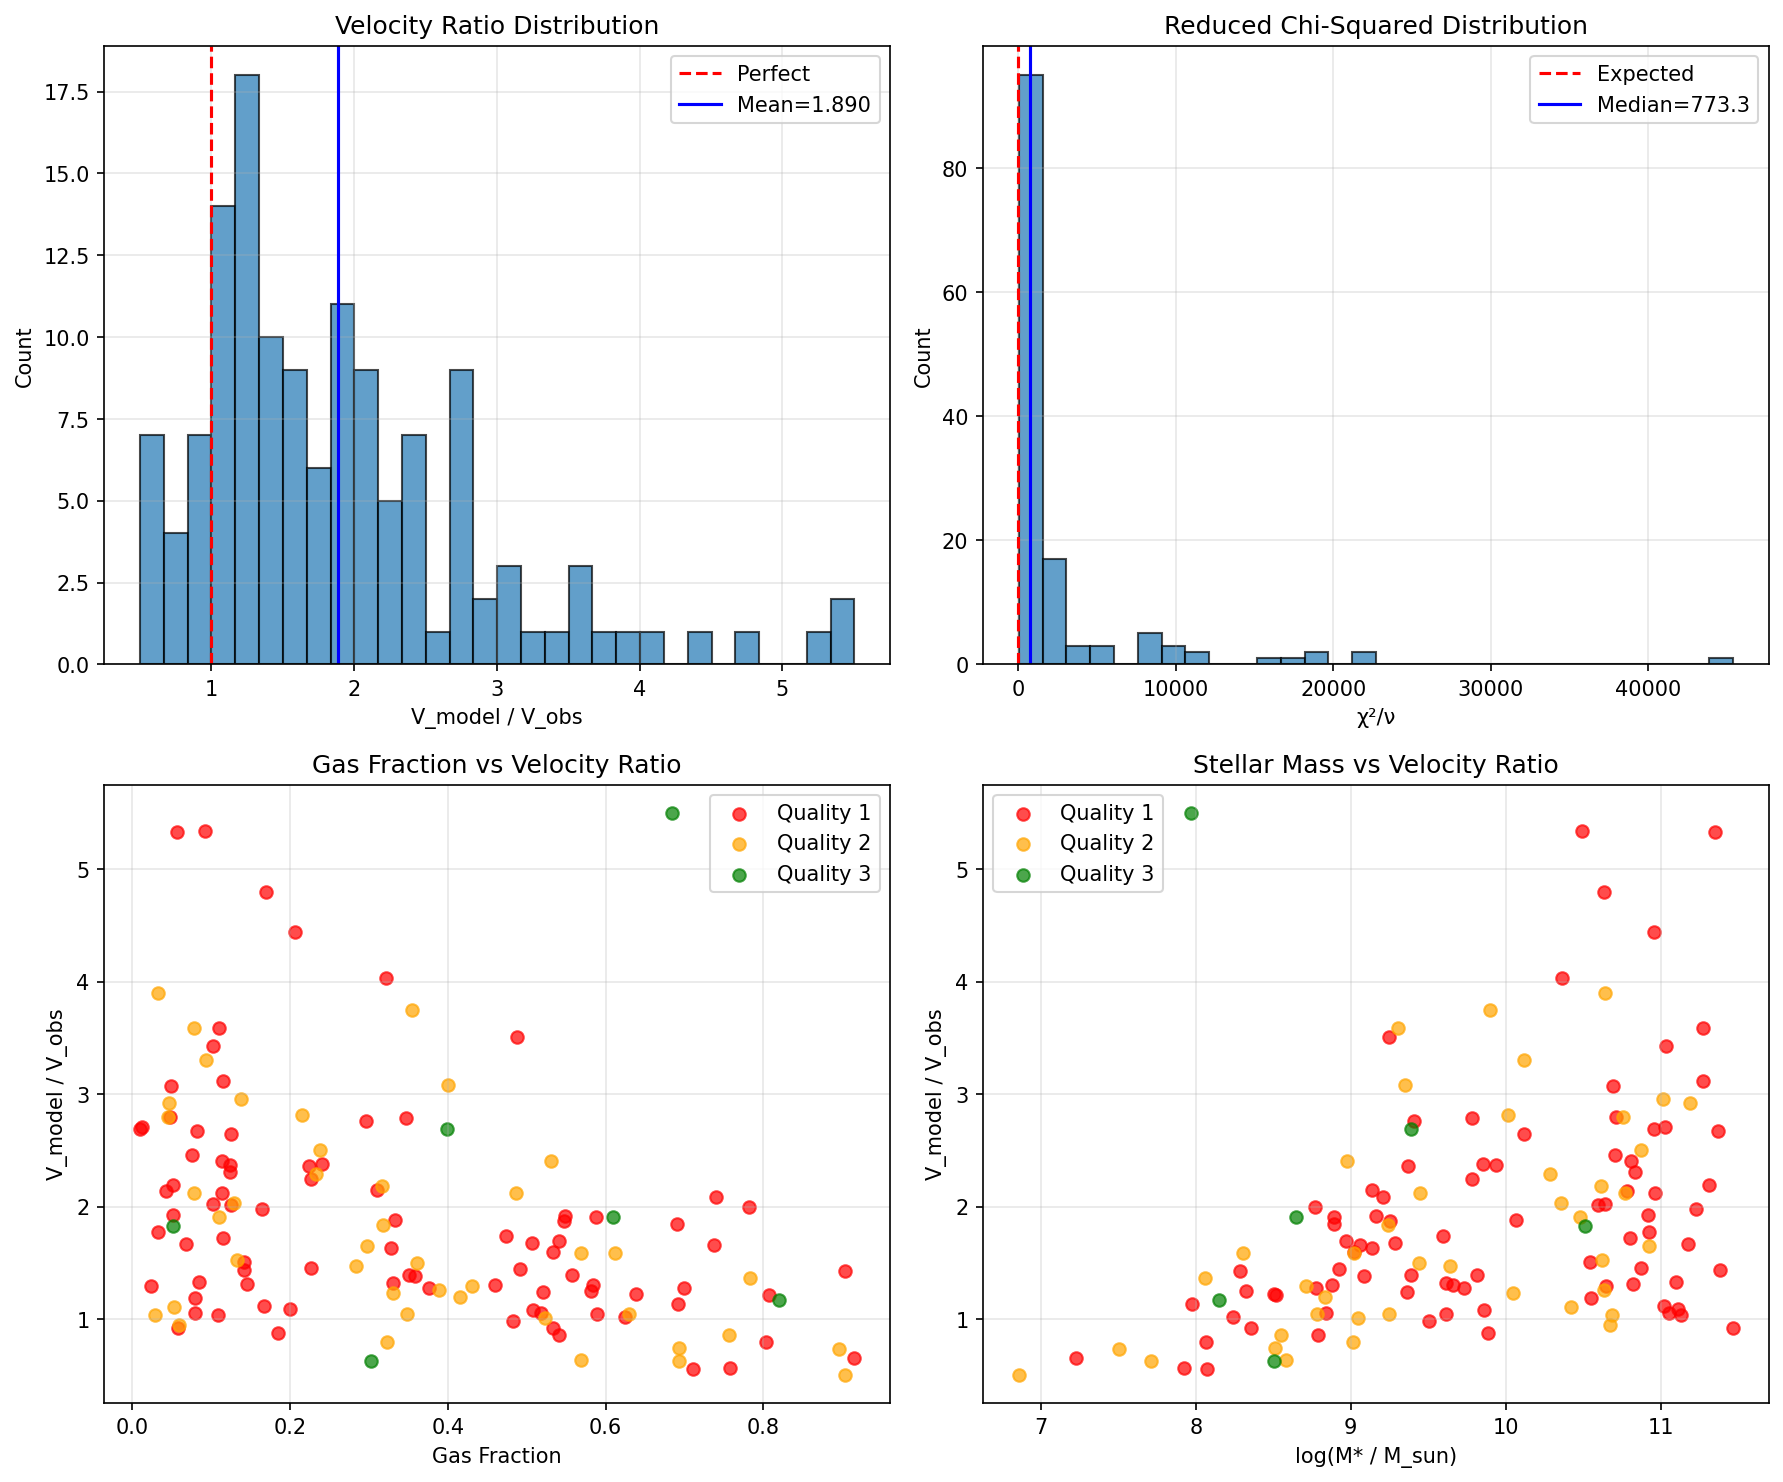 Velocity Ratio Distribution
Perfect
Mean=1.890
17.5
15.0
12.5
10.0
7.5
5.0
2.5
0.0
Count
1 2 3 4 5
V_model / V_obs
Reduced Chi-Squared Distribution
Expected
Median=773.3
80
60
40
20
0
Count
0 10000 20000 30000 40000
χ²/ν
Gas Fraction vs Velocity Ratio
Quality 1
Quality 2
Quality 3
5
4
3
2
1
V_model / V_obs
0.0 0.2 0.4 0.6 0.8
Gas Fraction
Stellar Mass vs Velocity Ratio
Quality 1
Quality 2
Quality 3
5
4
3
2
1
V_model / V_obs
7 8 9 10 11
log(M* / M_sun)